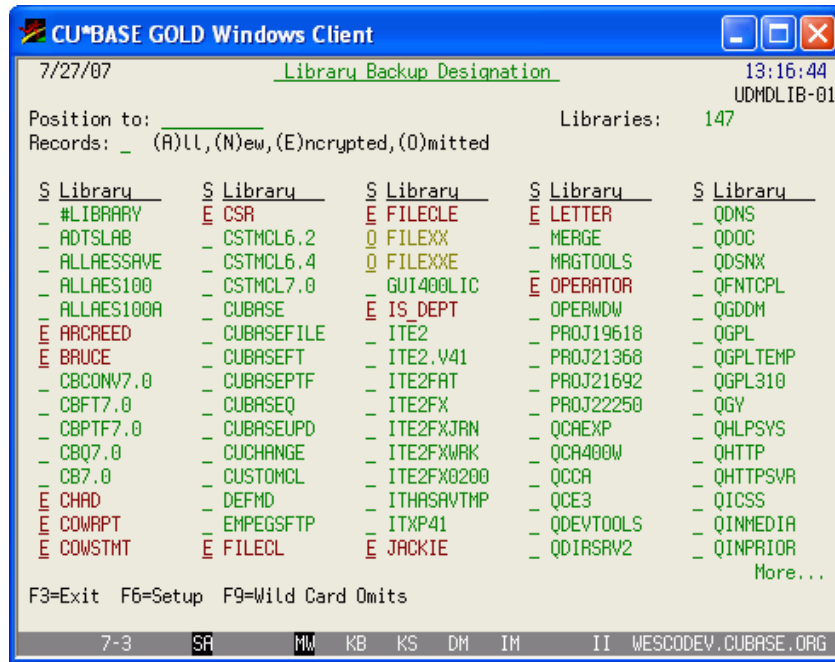 CU*BASE GOLD Windows Client
7/27/07 Library Backup Designation 13:16:44
UDMDLIB-01
Position to: Libraries: 147
Records: _ (A)ll,(N)ew,(E)ncrypted,(O)mitted
S Library S Library S Library S Library S Library
_ #LIBRARY E CSR E FILECLE E LETTER _ QDNS
_ ADTSLAB _ CSTMCL6.2 O FILEXX _ MERGE _ QDOC
_ ALLAESSAVE _ CSTMCL6.4 O FILEXXE _ MRGTOOLS _ QDSNX
_ ALLAES100 _ CSTMCL7.0 _ GUI400LIC E OPERATOR _ QFNTCPL
_ ALLAES100A _ CUBASE E IS_DEPT _ OPERWDW _ QGDDM
E ARCREED _ CUBASEFILE _ ITE2 _ PROJ19618 _ QGPL
E BRUCE _ CUBASEFT _ ITE2.V41 _ PROJ21368 _ QGPLTEMP
_ CBCONV7.0 _ CUBASEPTF _ ITE2FAT _ PROJ21692 _ QGPL310
_ CBFT7.0 _ CUBASEQ _ ITE2FX _ PROJ22250 _ QGY
_ CBPTF7.0 _ CUBASEUPD _ ITE2FXJRN _ QCAEXP _ QHLPSYS
_ CBQ7.0 _ CUCHANGE _ ITE2FXWRK _ QCA400W _ QHTTP
_ CB7.0 _ CUSTOMCL _ ITE2FX0200 _ QCCA _ QHTTPSVR
E CHAD _ DEFMD _ ITHASAVTMP _ QCE3 _ QICSS
E COWRPT _ EMPEGSFTP _ ITXP41 _ QDEVTOOLS _ QINMEDIA
E COWSTMT E FILECL E JACKIE _ QDIRSRV2 _ QINPRIOR
More...
F3=Exit F6=Setup F9=Wild Card Omits
7-3 SA MW KB KS DM IM II WESCODEV.CUBASE.ORG